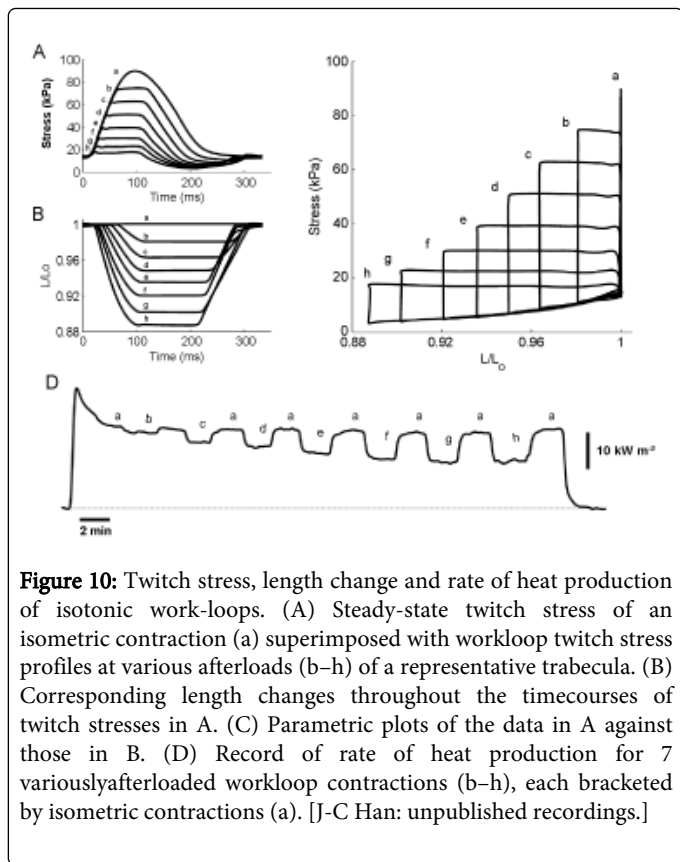 A
Stress (kPa)
100
80
60
40
20
0
a
b
c
d
e
f
g
h
0 100 200 300
Time (ms)
B
L/Lo
1
0.96
0.92
0.88
a
b
c
d
e
f
g
h
0 100 200 300
Time (ms)
Stress (kPa)
100
80
60
40
20
0
a
b
c
d
e
f
g
h
0.88 0.92 0.96 1
L/Lo
D
a b c a d a e a f a g a h a
10 kW m⁻³
2 min
Figure 10: Twitch stress, length change and rate of heat production
of isotonic work-loops. (A) Steady-state twitch stress of an
isometric contraction (a) superimposed with workloop twitch stress
profiles at various afterloads (b–h) of a representative trabecula. (B)
Corresponding length changes throughout the timecourses of
twitch stresses in A. (C) Parametric plots of the data in A against
those in B. (D) Record of rate of heat production for 7
variouslyafterloaded workloop contractions (b–h), each bracketed
by isometric contractions (a). [J-C Han: unpublished recordings.]